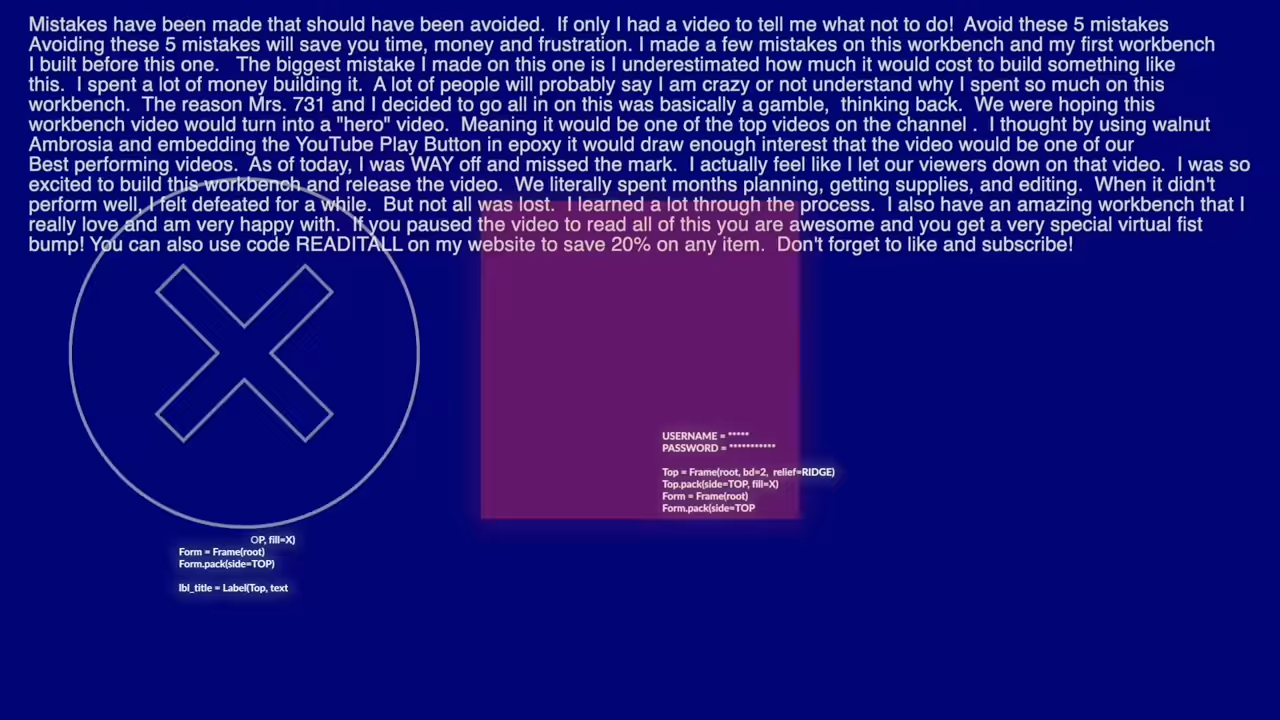 Mistakes have been made that should have been avoided.  If only I had a video to tell me what not to do!  Avoid these 5 mistakes
Avoiding these 5 mistakes will save you time, money and frustration. I made a few mistakes on this workbench and my first workbench
I built before this one.   The biggest mistake I made on this one is I underestimated how much it would cost to build something like
this.  I spent a lot of money building it.  A lot of people will probably say I am crazy or not understand why I spent so much on this
workbench.  The reason Mrs. 731 and I decided to go all in on this was basically a gamble,  thinking back.  We were hoping this
workbench video would turn into a "hero" video.  Meaning it would be one of the top videos on the channel .  I thought by using walnut
Ambrosia and embedding the YouTube Play Button in epoxy it would draw enough interest that the video would be one of our
Best performing videos.  As of today, I was WAY off and missed the mark.  I actually feel like I let our viewers down on that video.  I was so
excited to build this workbench and release the video.  We literally spent months planning, getting supplies, and editing.  When it didn't
perform well, I felt defeated for a while.  But not all was lost.  I learned a lot through the process.  I also have an amazing workbench that I
really love and am very happy with.  If you paused the video to read all of this you are awesome and you get a very special virtual fist
bump! You can also use code READITALL on my website to save 20% on any item.  Don't forget to like and subscribe!
USERNAME = *****
PASSWORD = ***********
Top = Frame(root, bd=2,  relief=RIDGE)
Top.pack(side=TOP, fill=X)
Form = Frame(root)
Form.pack(side=TOP
OP, fill=X)
Form = Frame(root)
Form.pack(side=TOP)
lbl_title = Label(Top, text